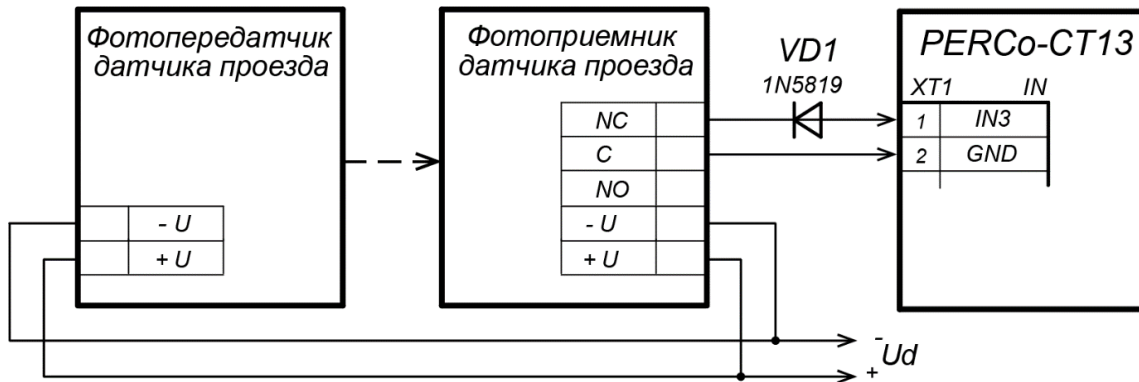 Фотопередатчик
датчика проезда
- U
+ U
Фотоприемник
датчика проезда
NC
C
NO
- U
+ U
VD1
1N5819
PERCo-CT13
XT1 IN
1 IN3
2 GND
- Ud
+